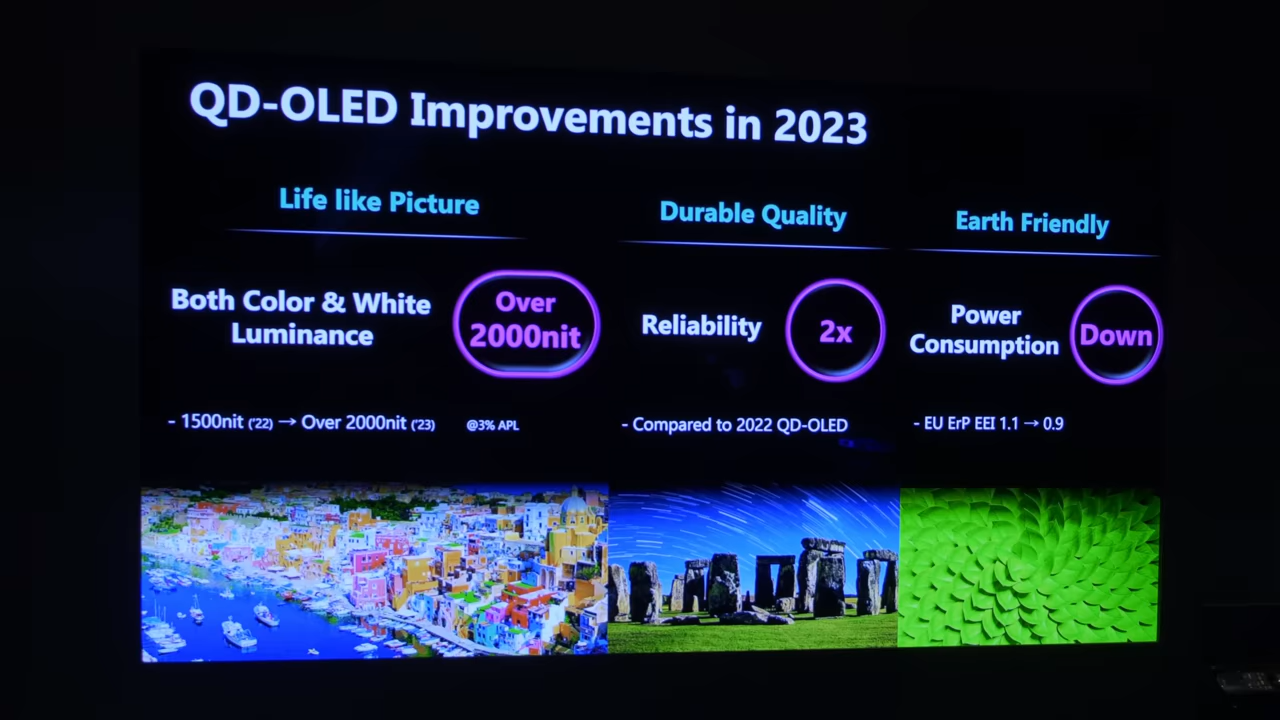 QD-OLED Improvements in 2023
Life like Picture
Both Color & White
Luminance
Over
2000nit
- 1500nit ('22) → Over 2000nit ('23) @3% APL
Durable Quality
Reliability
2x
- Compared to 2022 QD-OLED
Earth Friendly
Power
Consumption
Down
- EU ErP EEI 1.1 → 0.9